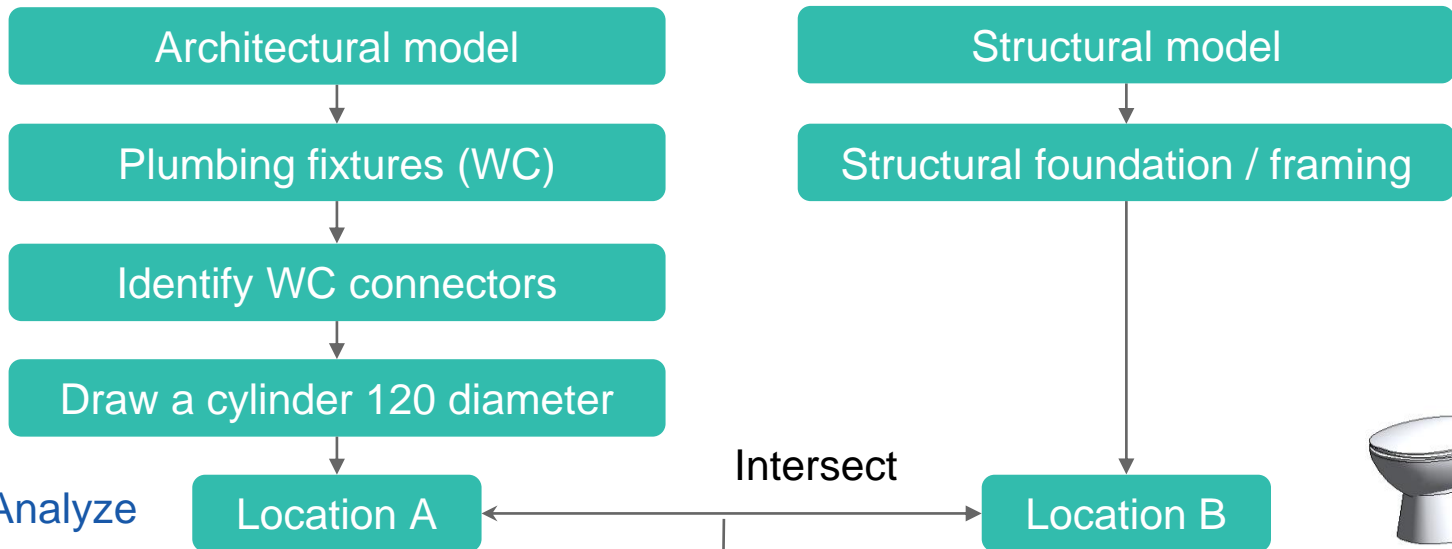 Architectural model
Structural model
Plumbing fixtures (WC)
Structural foundation / framing
Identify WC connectors
Draw a cylinder 120 diameter
Intersect
Analyze
Location A
Location B